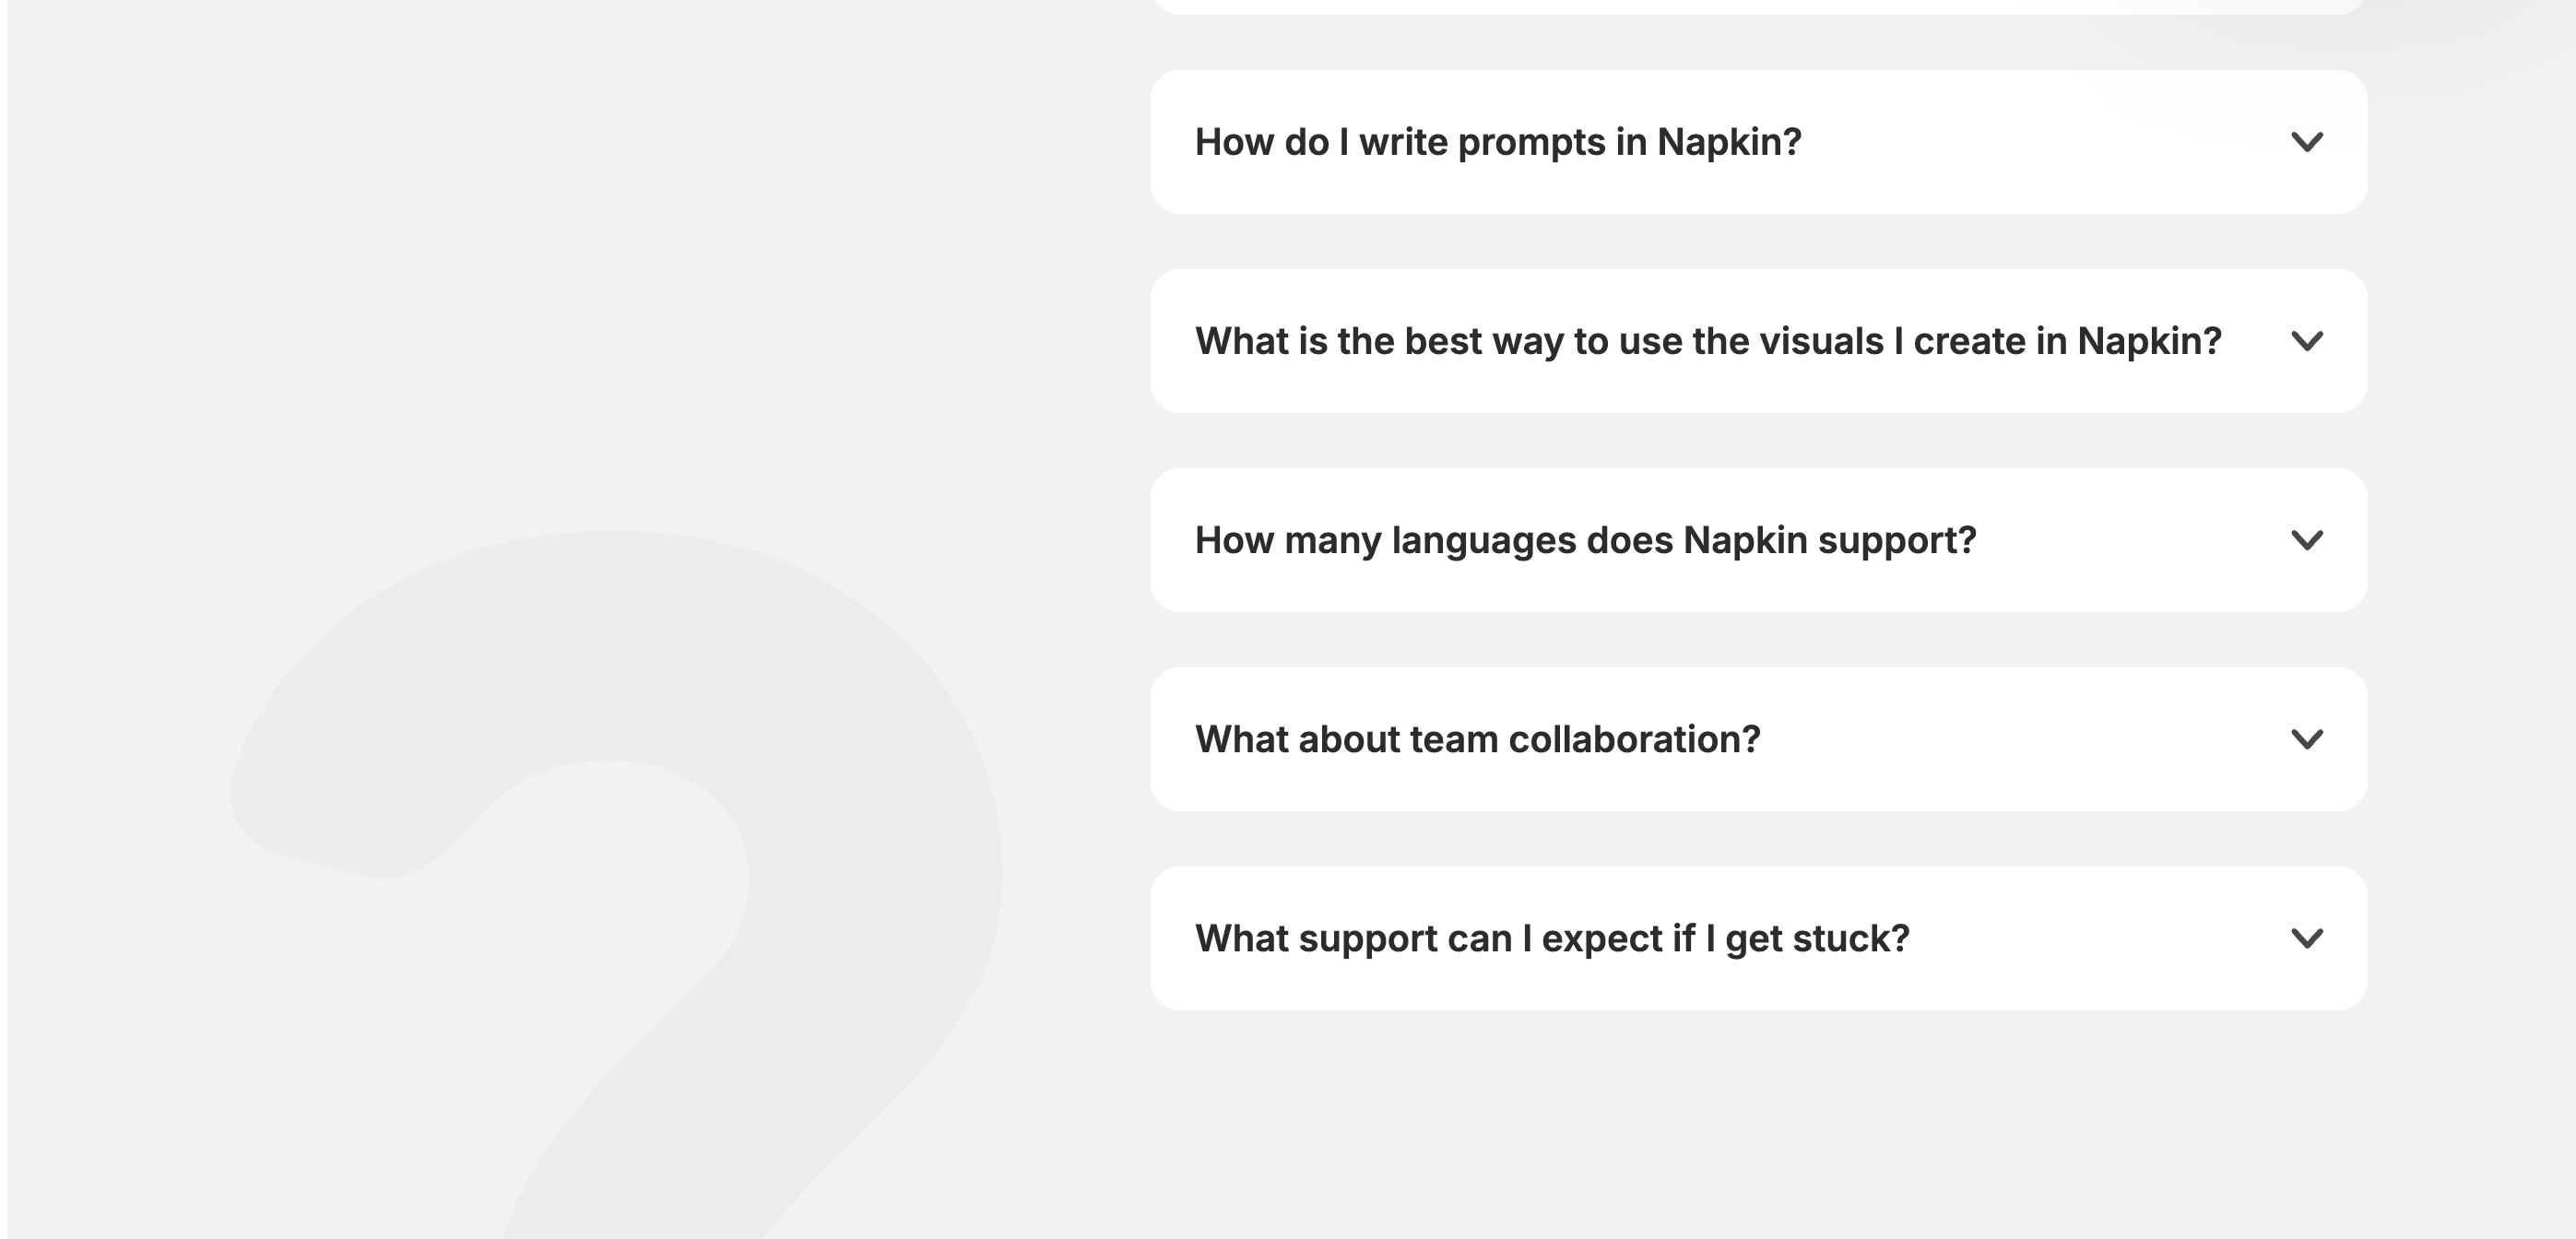 How do I write prompts in Napkin?
What is the best way to use the visuals I create in Napkin?
How many languages does Napkin support?
What about team collaboration?
What support can I expect if I get stuck?
?